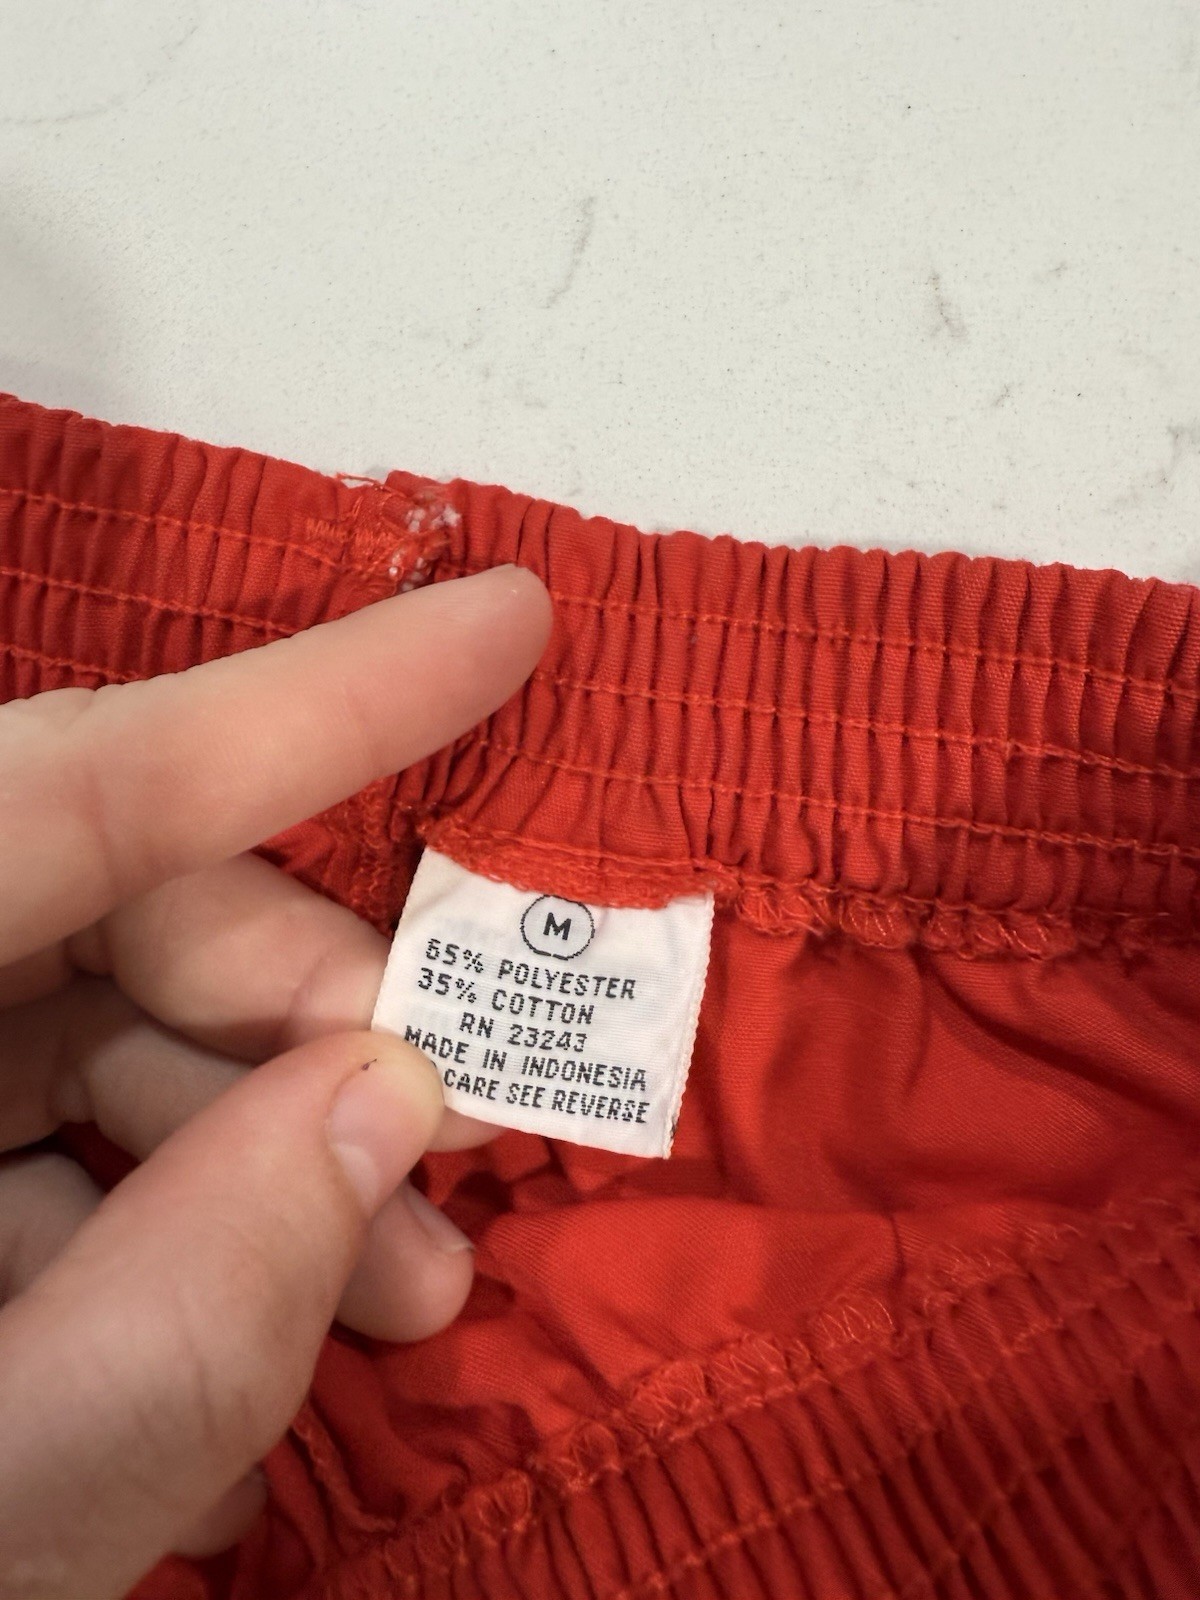 M
65% POLYESTER
35% COTTON
RN 23243
MADE IN INDONESIA
CARE SEE REVERSE